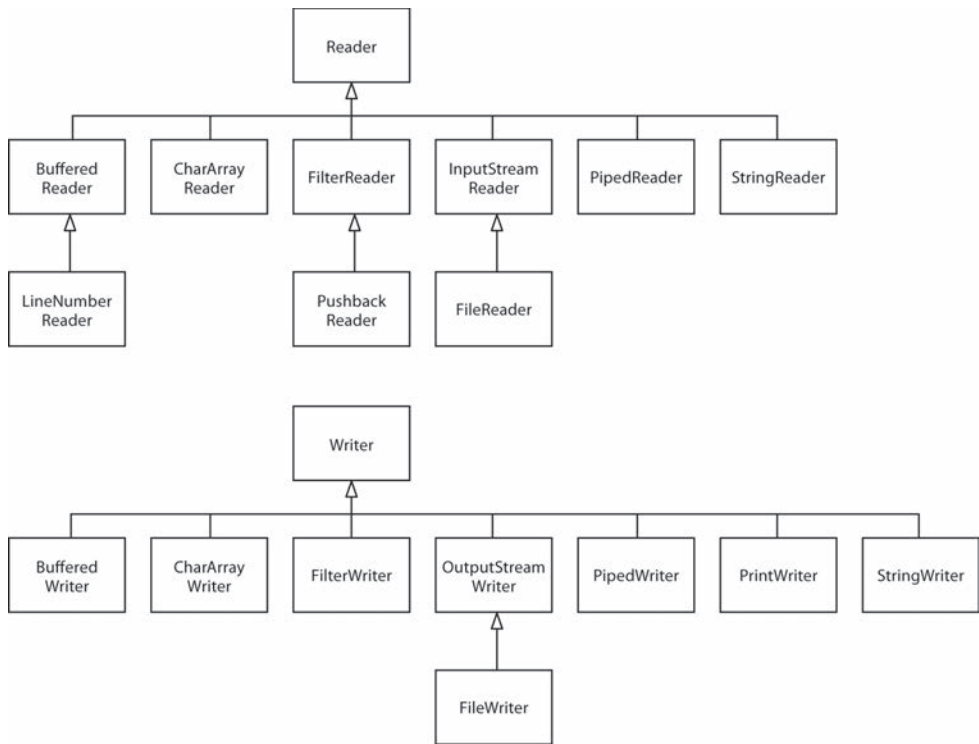 Reader
Buffered
Reader
CharArray
Reader
FilterReader
InputStream
Reader
PipedReader
StringReader
LineNumber
Reader
Pushback
Reader
FileReader
Writer
Buffered
Writer
CharArray
Writer
FilterWriter
OutputStream
Writer
PipedWriter
PrintWriter
StringWriter
FileWriter